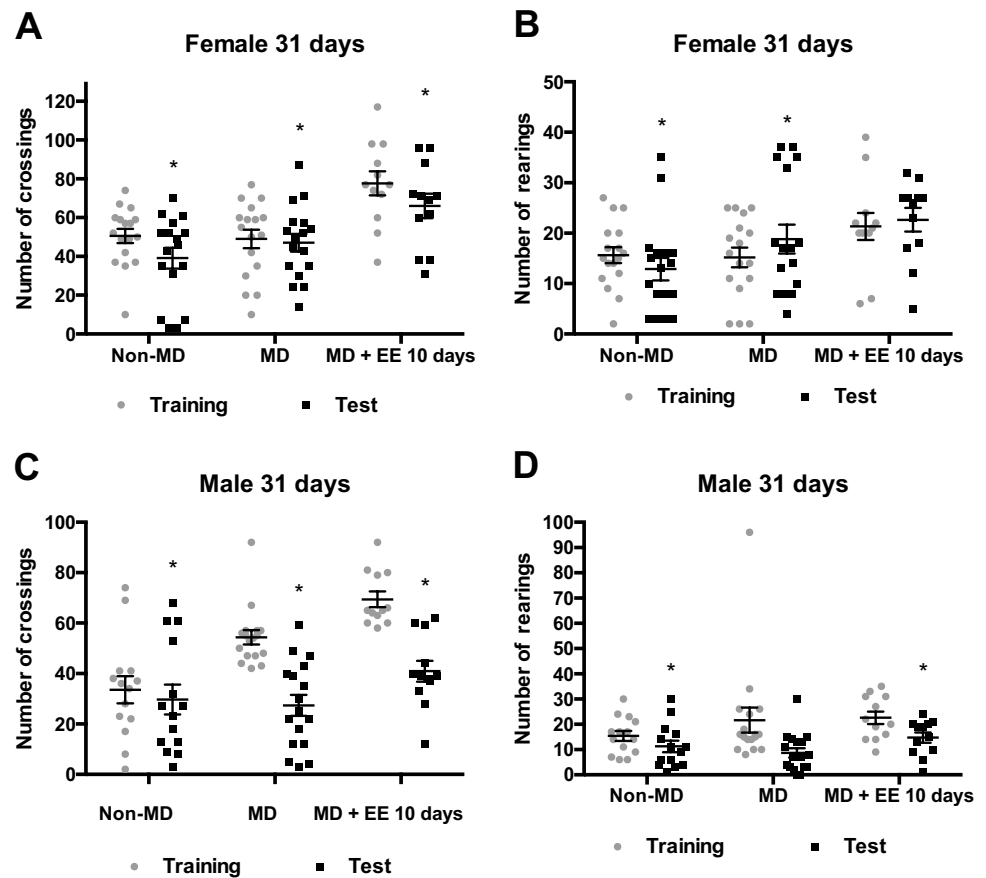 A
Female 31 days
Number of crossings
120
100
80
60
40
20
0
* * *
Non-MD MD MD + EE 10 days
Training Test
B
Female 31 days
Number of rearings
50
40
30
20
10
0
* *
Non-MD MD MD + EE 10 days
Training Test
C
Male 31 days
Number of crossings
100
80
60
40
20
0
* * *
Non-MD MD MD + EE 10 days
Training Test
D
Male 31 days
Number of rearings
100
90
80
70
60
50
40
30
20
10
0
* *
Non-MD MD MD + EE 10 days
Training Test